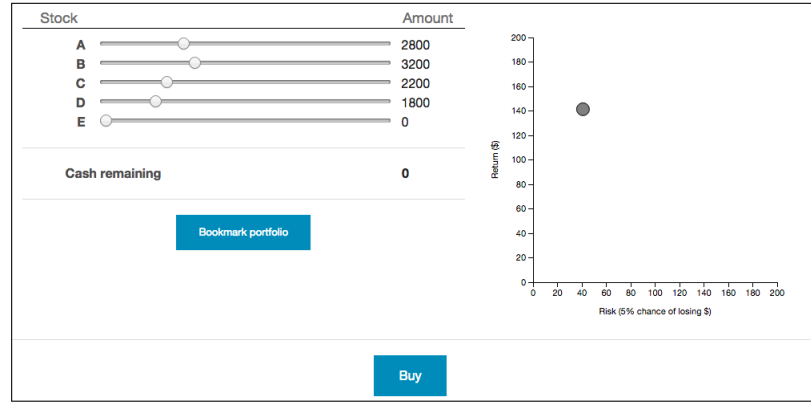 Stock Amount
A 2800
B 3200
C 2200
D 1800
E 0
Cash remaining 0
Bookmark portfolio
Return ($)
200
180
160
140
120
100
80
60
40
20
0
0 20 40 60 80 100 120 140 160 180 200
Risk (5% chance of losing $)
Buy